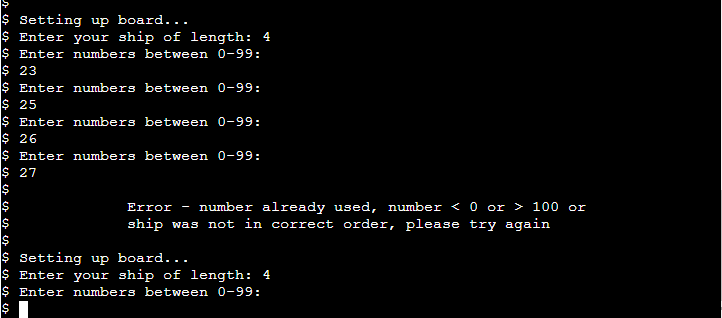 $
$ Setting up board...
$ Enter your ship of length: 4
$ Enter numbers between 0-99:
$ 23
$ Enter numbers between 0-99:
$ 25
$ Enter numbers between 0-99:
$ 26
$ Enter numbers between 0-99:
$ 27
$
$ Error - number already used, number < 0 or > 100 or
$ ship was not in correct order, please try again
$
$ Setting up board...
$ Enter your ship of length: 4
$ Enter numbers between 0-99:
$